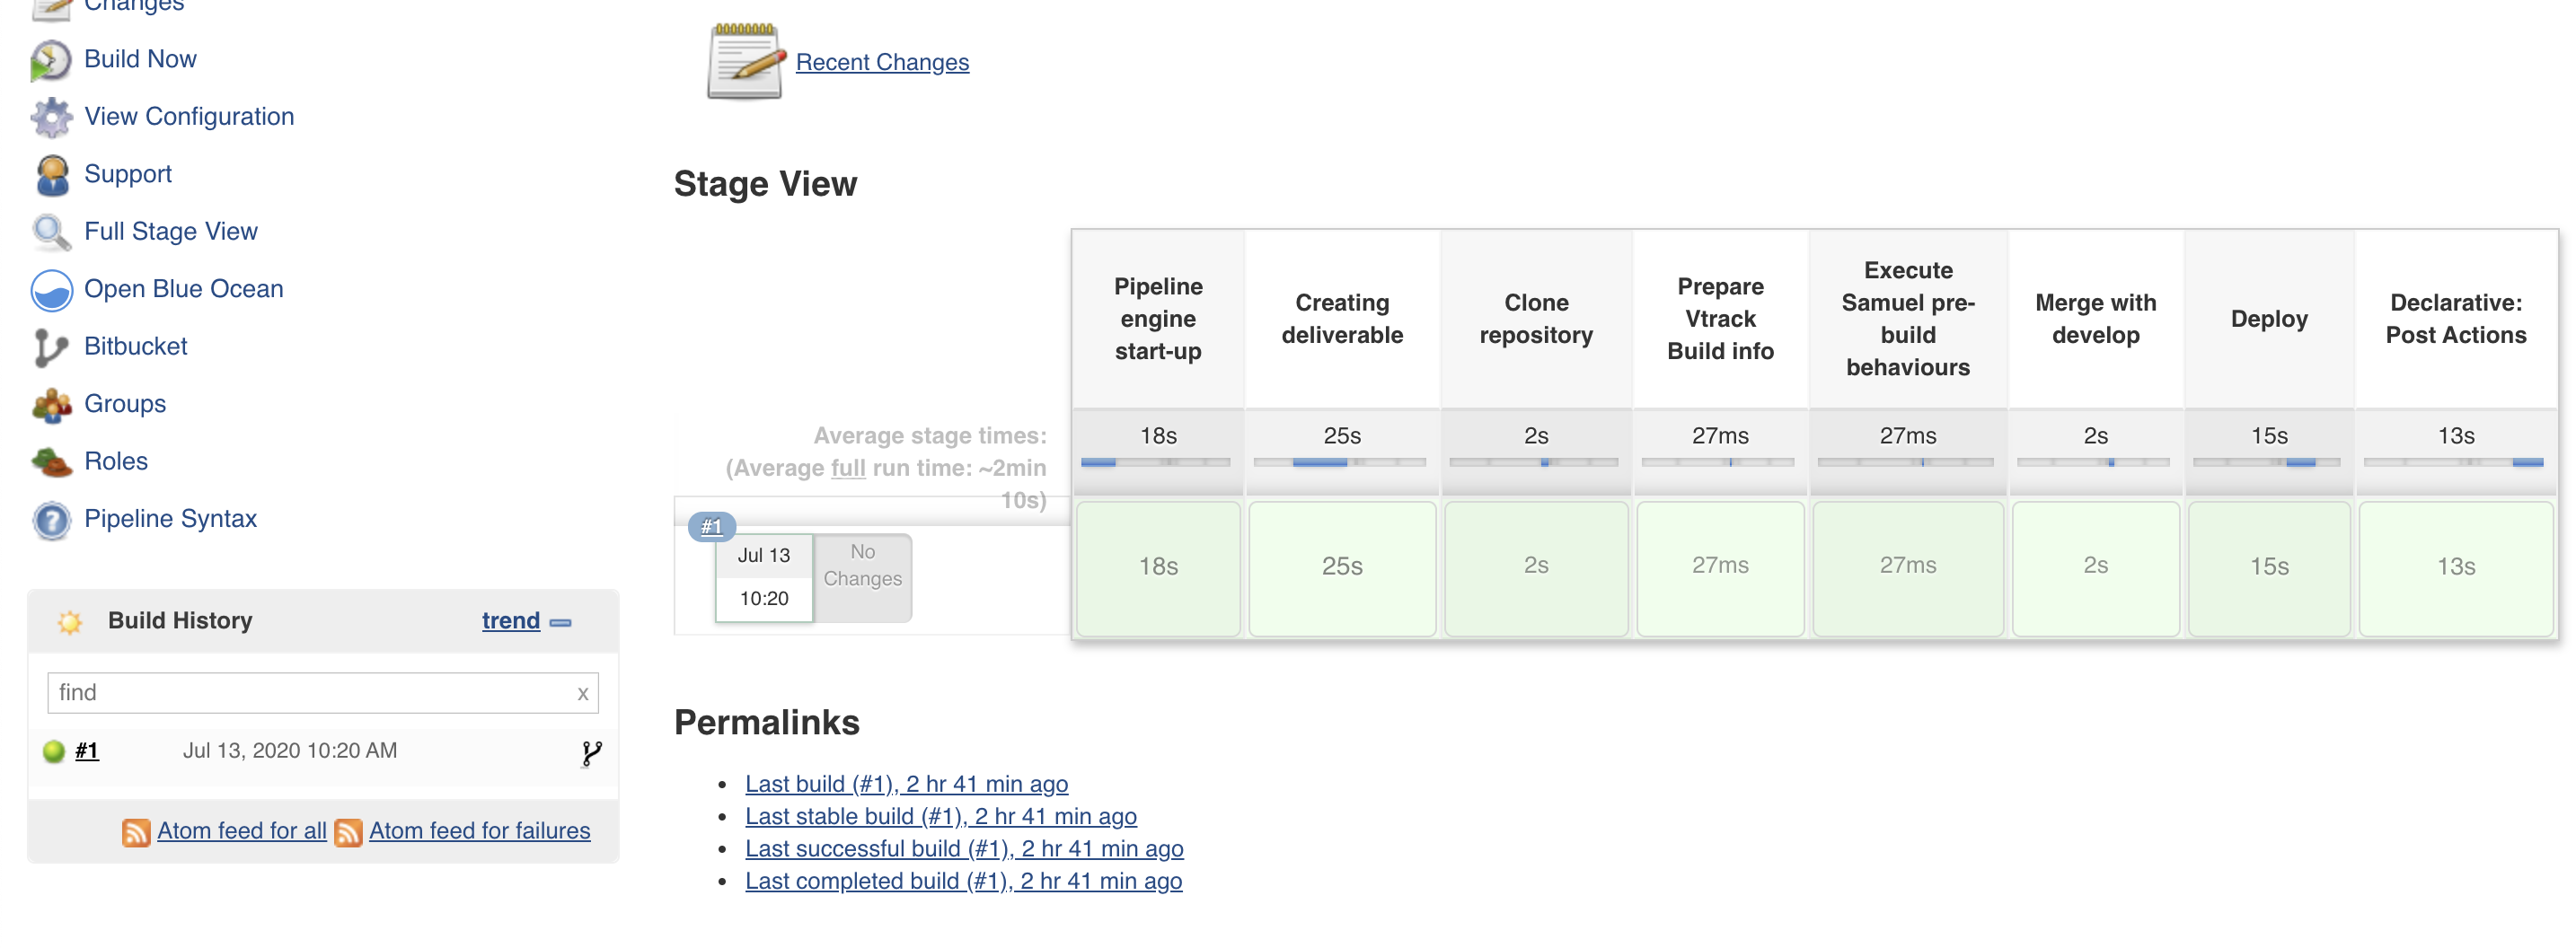 Changes
Build Now
View Configuration
Support
Full Stage View
Open Blue Ocean
Bitbucket
Groups
Roles
Pipeline Syntax
Build History
trend
find
x
#1
Jul 13, 2020 10:20 AM
Atom feed for all
Atom feed for failures
Recent Changes
Stage View
Pipeline
engine
start-up
Creating
deliverable
Clone
repository
Prepare
Vtrack
Build info
Execute
Samuel pre-
build
behaviours
Merge with
develop
Deploy
Declarative:
Post Actions
Average stage times:
(Average full run time: ~2min
10s)
18s
25s
2s
27ms
27ms
2s
15s
13s
#1
Jul 13
10:20
No
Changes
18s
25s
2s
27ms
27ms
2s
15s
13s
Permalinks
• Last build (#1), 2 hr 41 min ago
• Last stable build (#1), 2 hr 41 min ago
• Last successful build (#1), 2 hr 41 min ago
• Last completed build (#1), 2 hr 41 min ago